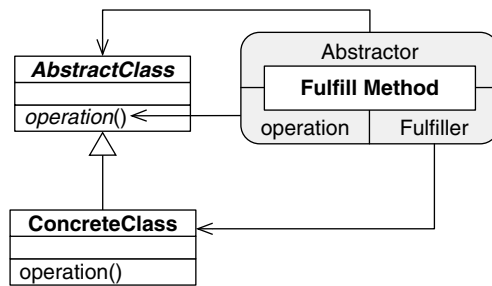 AbstractClass
operation()
ConcreteClass
operation()
Abstractor
Fulfill Method
operation
Fulfiller